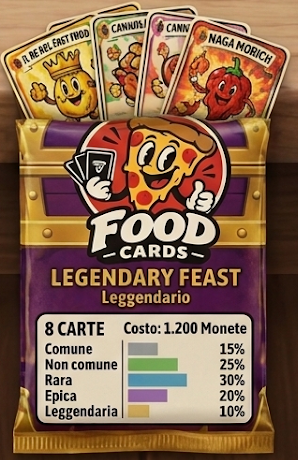 NAGA MORICH
FOOD
CARDS
LEGENDARY FEAST
Leggendario
8 CARTE Costo: 1.200 Monete
Comune 15%
Non comune 25%
Rara 30%
Epica 20%
Leggendaria 10%